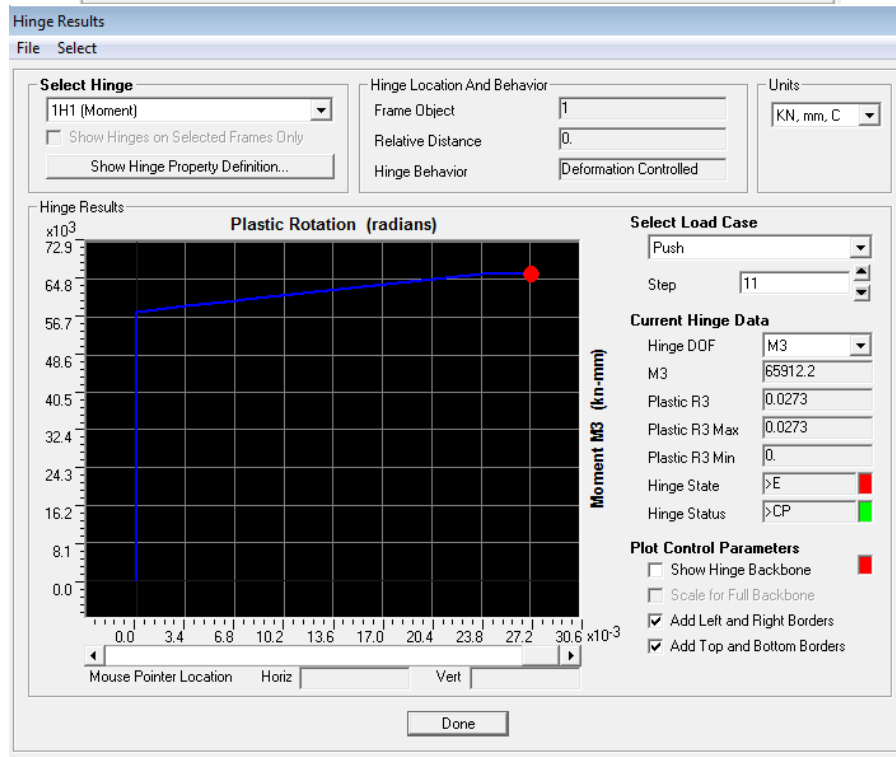 Hinge Results
File Select
Select Hinge
1H1 (Moment)
Show Hinges on Selected Frames Only
Show Hinge Property Definition...
Hinge Location And Behavior
Frame Object 1
Relative Distance 0.
Hinge Behavior Deformation Controlled
Units
KN, mm, C
Hinge Results
Plastic Rotation (radians)
x10³
72.9
64.8
56.7
48.6
40.5
32.4
24.3
16.2
8.1
0.0
0.0 3.4 6.8 10.2 13.6 17.0 20.4 23.8 27.2 30.6 x10⁻³
Moment M3 (kn-mm)
Mouse Pointer Location Horiz Vert
Select Load Case
Push
Step 11
Current Hinge Data
Hinge DOF M3
M3 65912.2
Plastic R3 0.0273
Plastic R3 Max 0.0273
Plastic R3 Min 0.
Hinge State >E
Hinge Status >CP
Plot Control Parameters
Show Hinge Backbone
Scale for Full Backbone
Add Left and Right Borders
Add Top and Bottom Borders
Done